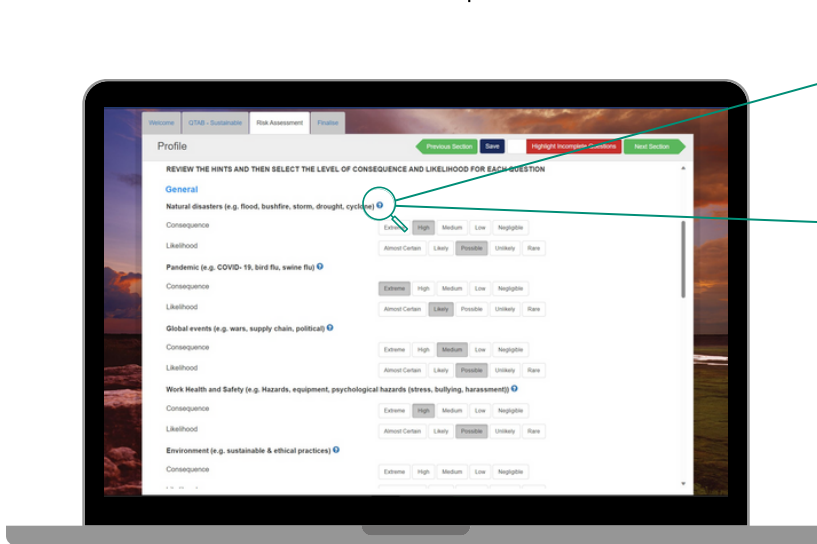 Welcome QTAB - Sustainable Risk Assessment Finalise
Profile Previous Section Save Highlight Incomplete Questions Next Section
REVIEW THE HINTS AND THEN SELECT THE LEVEL OF CONSEQUENCE AND LIKELIHOOD FOR EACH QUESTION
General
Natural disasters (e.g. flood, bushfire, storm, drought, cyclone) ?
Consequence Extreme High Medium Low Negligible
Likelihood Almost Certain Likely Possible Unlikely Rare
Pandemic (e.g. COVID- 19, bird flu, swine flu) ?
Consequence Extreme High Medium Low Negligible
Likelihood Almost Certain Likely Possible Unlikely Rare
Global events (e.g. wars, supply chain, political) ?
Consequence Extreme High Medium Low Negligible
Likelihood Almost Certain Likely Possible Unlikely Rare
Work Health and Safety (e.g. Hazards, equipment, psychological hazards (stress, bullying, harassment)) ?
Consequence Extreme High Medium Low Negligible
Likelihood Almost Certain Likely Possible Unlikely Rare
Environment (e.g. sustainable & ethical practices) ?
Consequence Extreme High Medium Low Negligible